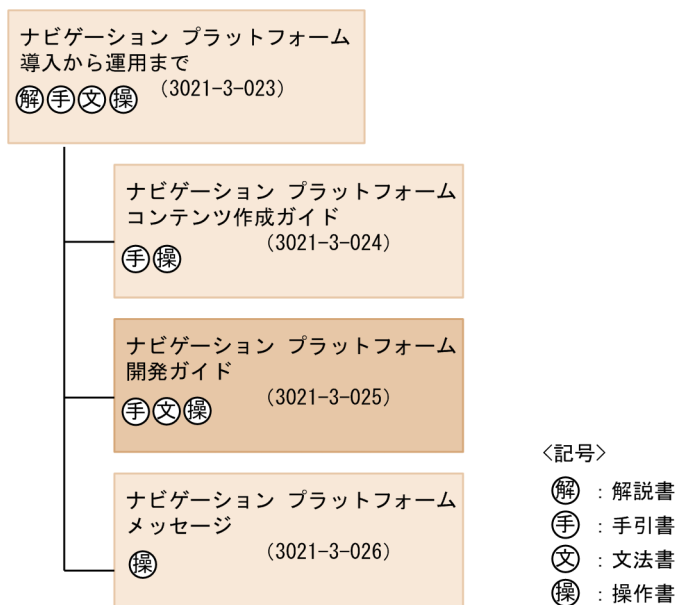 ナビゲーション プラットフォーム
導入から運用まで
解手文操 （3021-3-023）
ナビゲーション プラットフォーム
コンテンツ作成ガイド
（3021-3-024）
手操
ナビゲーション プラットフォーム
開発ガイド
（3021-3-025）
手文操
ナビゲーション プラットフォーム
メッセージ
（3021-3-026）
操
〈記号〉
解 : 解説書
手 : 手引書
文 : 文法書
操 : 操作書